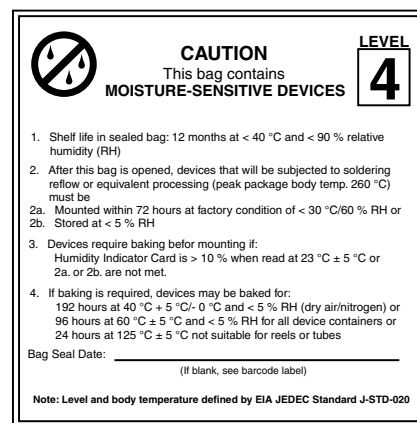 LEVEL
4
CAUTION
This bag contains
MOISTURE-SENSITIVE DEVICES
1. Shelf life in sealed bag: 12 months at < 40 °C and < 90 % relative
humidity (RH)
2. After this bag is opened, devices that will be subjected to soldering
reflow or equivalent processing (peak package body temp. 260 °C)
must be
2a. Mounted within 72 hours at factory condition of < 30 °C/60 % RH or
2b. Stored at < 5 % RH
3. Devices require baking befor mounting if:
Humidity Indicator Card is > 10 % when read at 23 °C ± 5 °C or
2a. or 2b. are not met.
4. If baking is required, devices may be baked for:
192 hours at 40 °C + 5 °C/- 0 °C and < 5 % RH (dry air/nitrogen) or
96 hours at 60 °C ± 5 °C and < 5 % RH for all device containers or
24 hours at 125 °C ± 5 °C not suitable for reels or tubes
Bag Seal Date:
(If blank, see barcode label)
Note: Level and body temperature defined by EIA JEDEC Standard J-STD-020